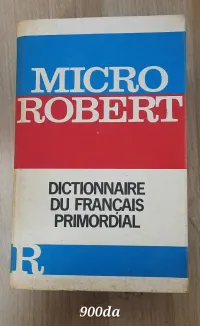 MICRO
ROBERT
DICTIONNAIRE
DU FRANÇAIS
PRIMORDIAL
R
900da